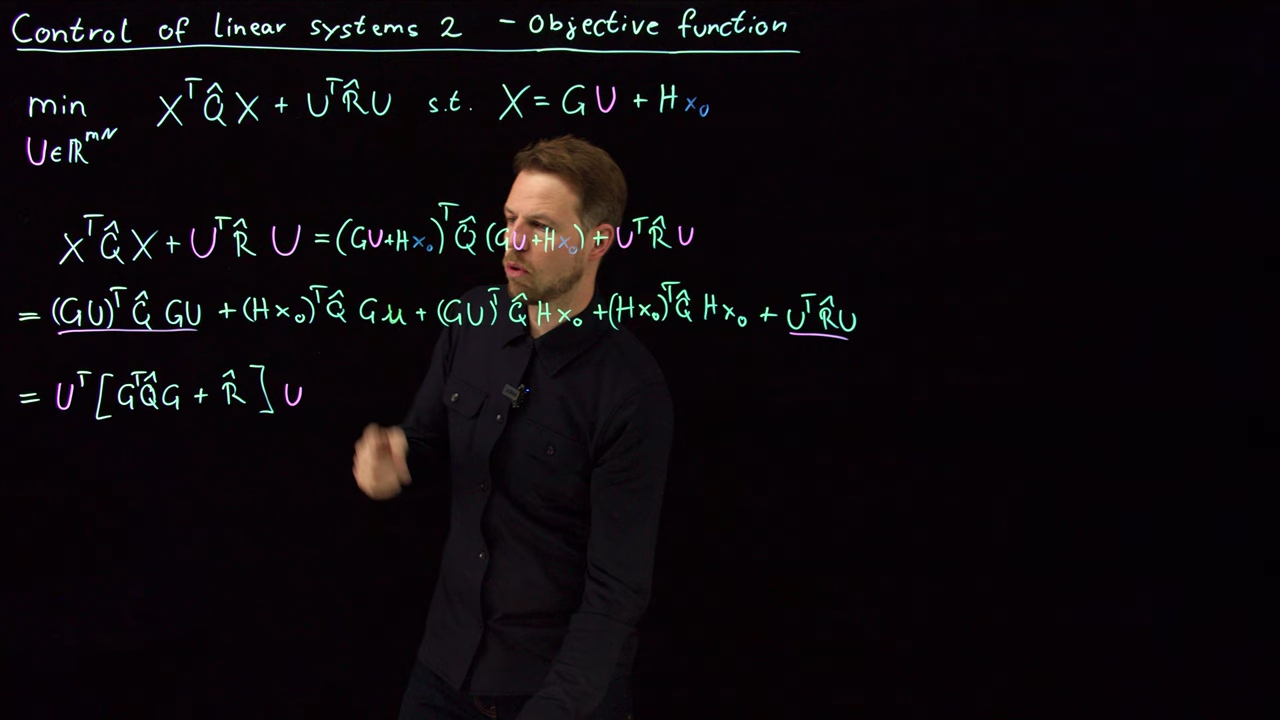 Control of linear systems 2 - Objective function
min X^T Q̂ X + U^T R̂ U s.t. X = G U + H x₀
U ∈ ℝ^mN
X^T Q̂ X + U^T R̂ U = (GU + Hx₀)^T Q̂ (GU + Hx₀) + U^T R̂ U
= (GU)^T Q̂ GU + (Hx₀)^T Q̂ GU + (GU)^T Q̂ Hx₀ + (Hx₀)^T Q̂ Hx₀ + U^T R̂ U
= U^T [G^T Q̂ G + R̂] U